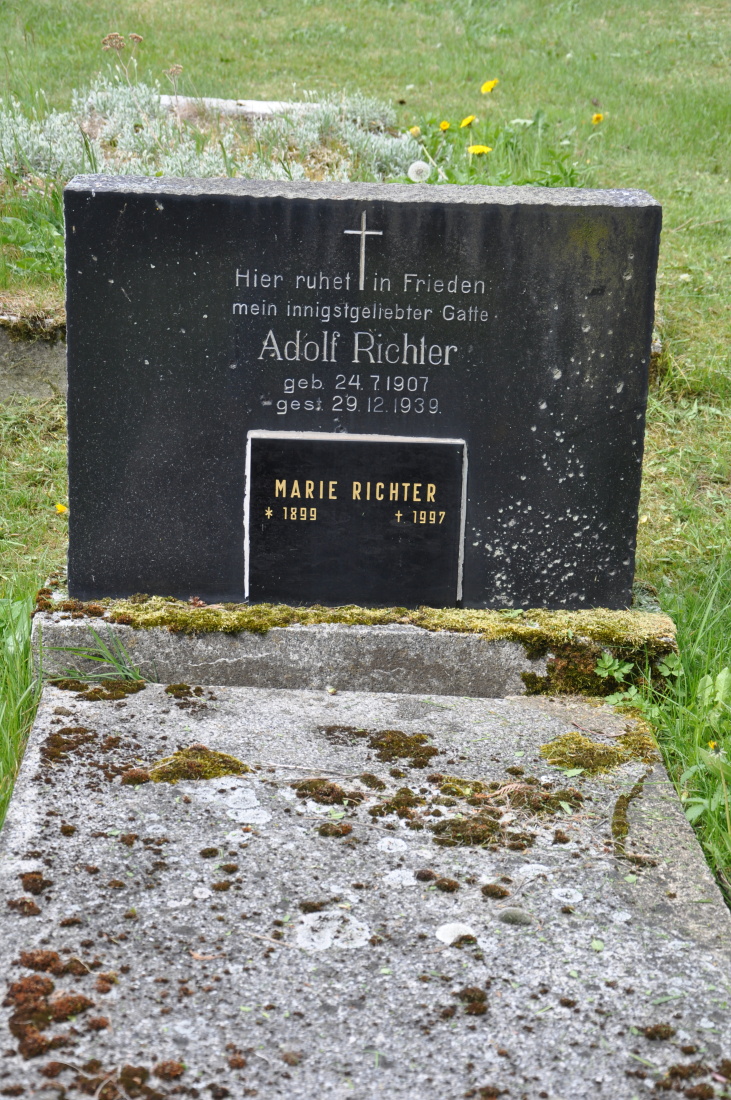 Hier ruhet in Frieden
mein innigstgeliebter Gatte
Adolf Richter
geb. 24.7.1907
gest. 29.12.1939.
MARIE RICHTER
* 1899 † 1997